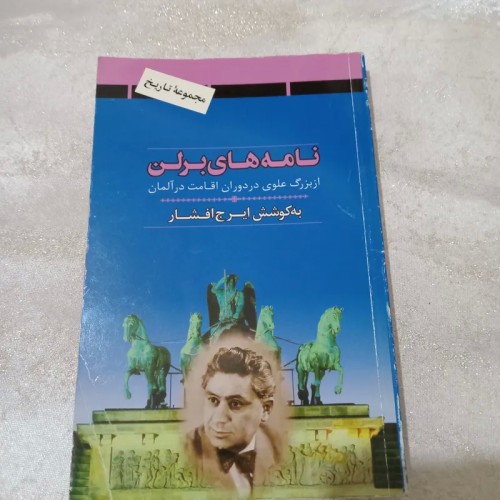 مجموعهٔ تاریخ
نامه‌های برلن
از بزرگ علوی در دوران اقامت در آلمان
به کوشش ایرج افشار